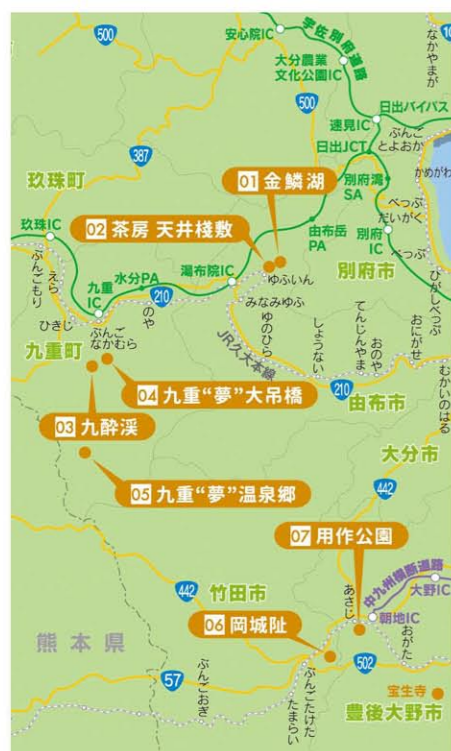 500
安心院IC
宇佐別府道路
10
なかやまが
大分農業
文化公園IC
500
日出バイパス
速見IC
ぶんご
とよおか
日出JCT
387
かめがわ
玖珠町
01 金鱗湖
別府湾
SA
べっぷ
だいがく
02 茶房 天井棧敷
玖珠IC
由布岳
PA
別府
IC
べっぷ
ゆふいん
別府市
ひがしべっぷ
ぶんごもり
えら
水分PA
湯布院IC
九重
IC
210
みなみゆふ
ひきじ
のや
ゆのひら
しょうない
てんじんやま
おのや
おにがせ
むかいのはる
ぶんご
なかむら
九重町
JR久大本線
210
04 九重“夢”大吊橋
由布市
03 九酔渓
大分市
05 九重“夢”温泉郷
442
07 用作公園
中九州横断道路
442
竹田市
あさじ
大野IC
朝地IC
おがた
06 岡城阯
熊本県
502
57
ぶんごおぎ
ぶんごたけた
たまらい
宝生寺
豊後大野市